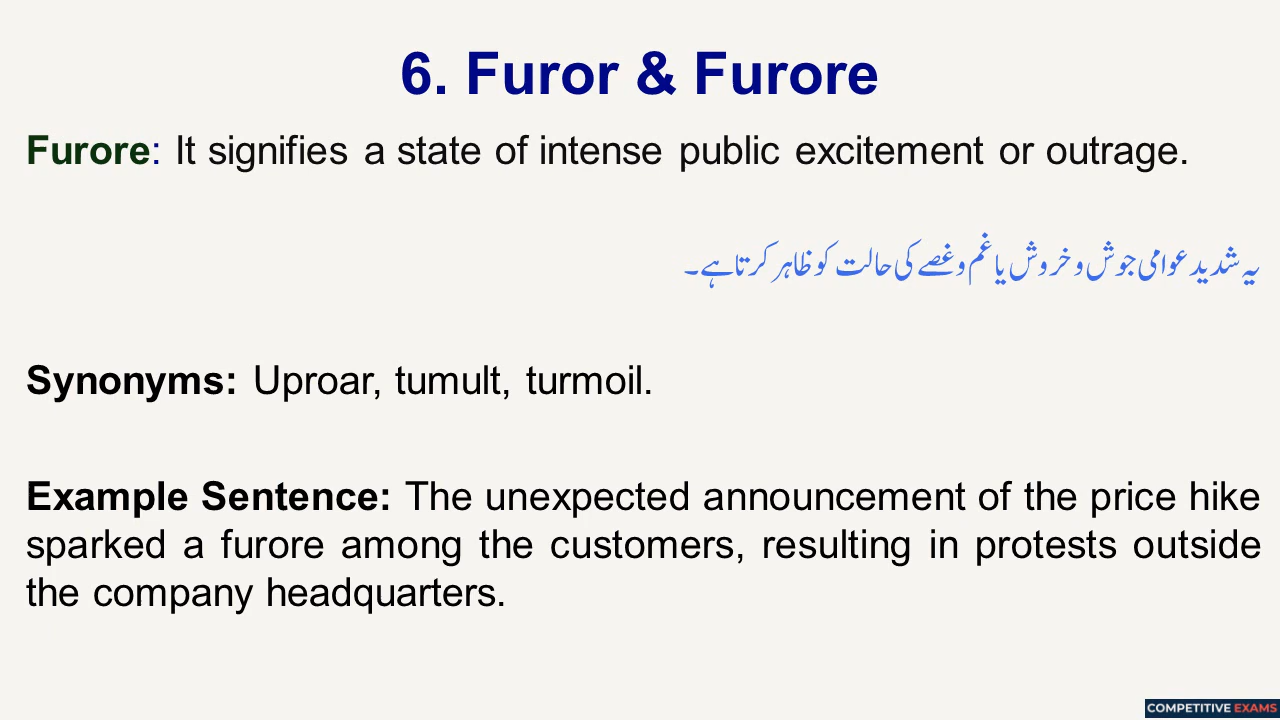 6. Furor & Furore
Furore: It signifies a state of intense public excitement or outrage.
یہ شدید عوامی جوش و خروش یا غم و غصے کی حالت کو ظاہر کرتا ہے۔
Synonyms: Uproar, tumult, turmoil.
Example Sentence: The unexpected announcement of the price hike
sparked a furore among the customers, resulting in protests outside
the company headquarters.
COMPETITIVE EXAMS